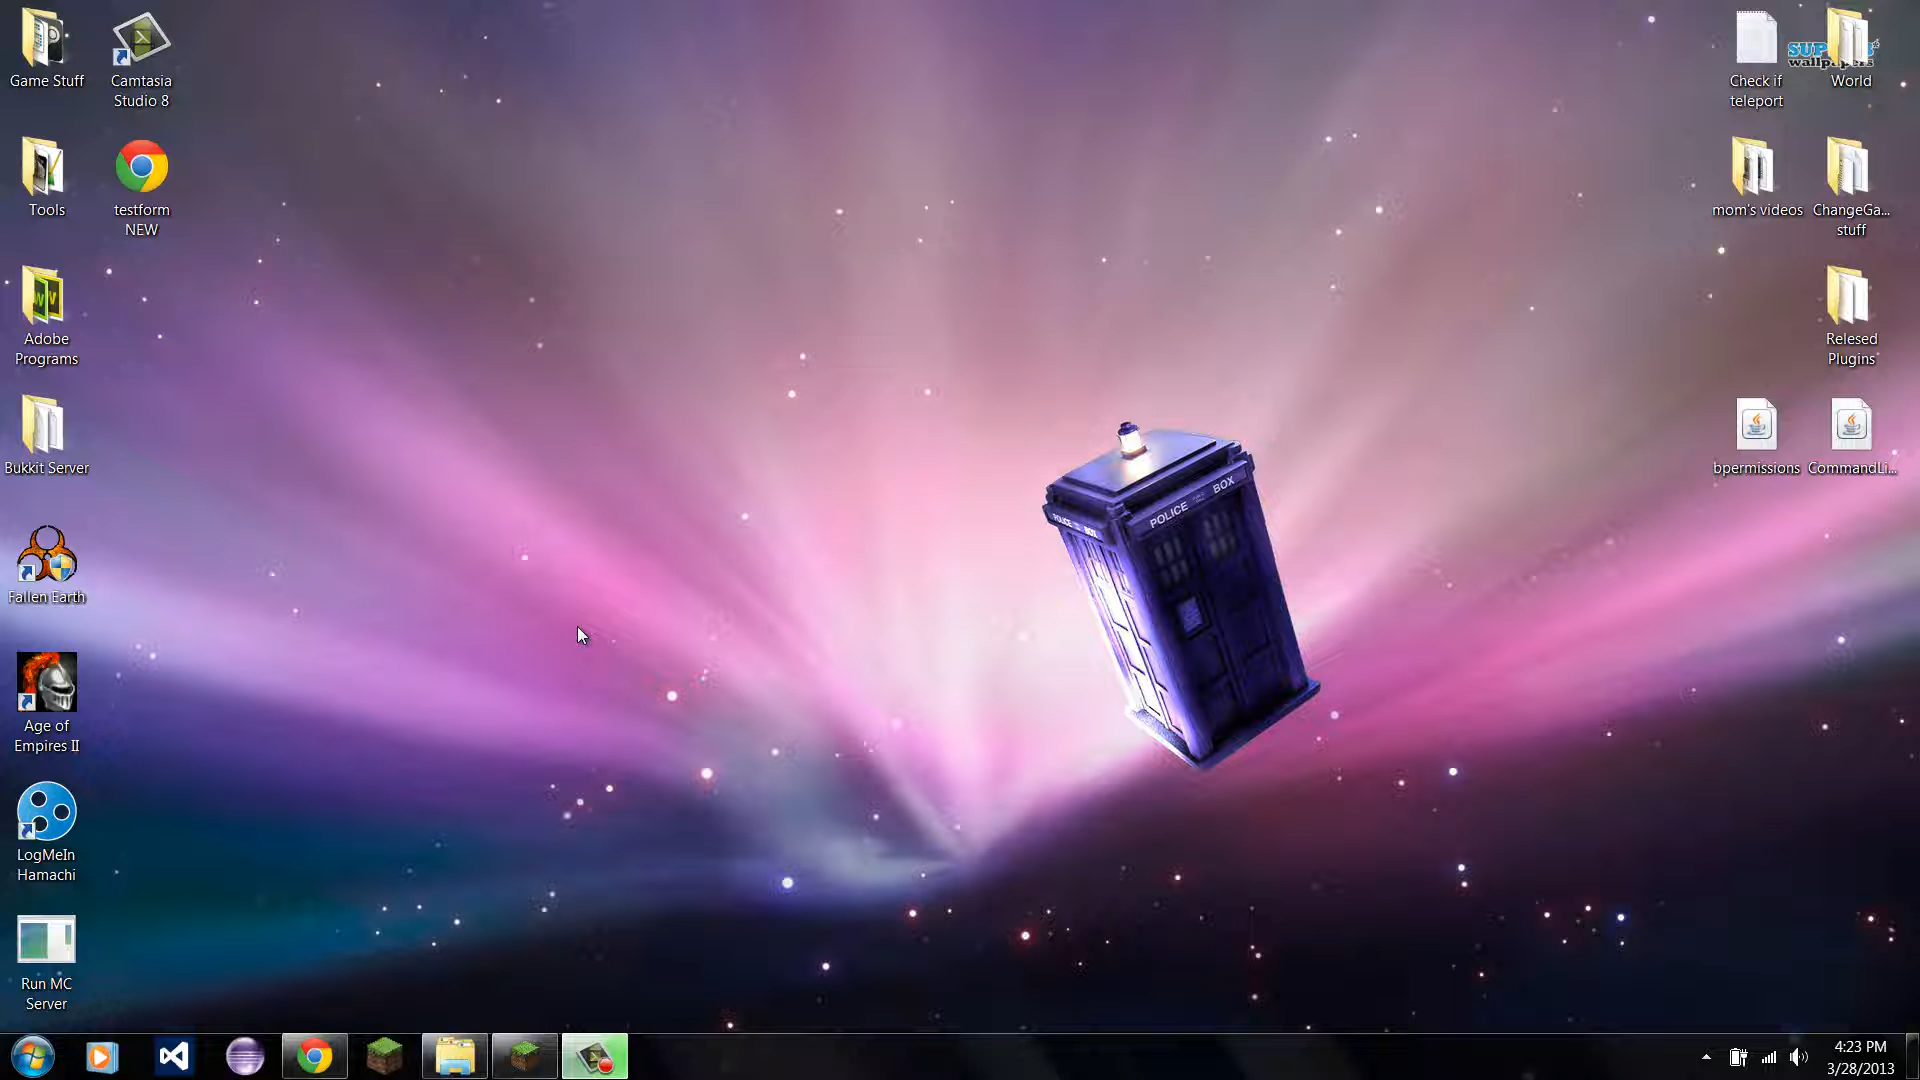 Game Stuff
Camtasia
Studio 8
Tools
testform
NEW
Adobe
Programs
Bukkit Server
Fallen Earth
Age of
Empires II
LogMeIn
Hamachi
Run MC
Server
Check if
teleport
World
mom's videos
ChangeGa...
stuff
Relesed
Plugins
bpermissions
CommandLi...
POLICE BOX
POLICE BOX
4:23 PM
3/28/2013